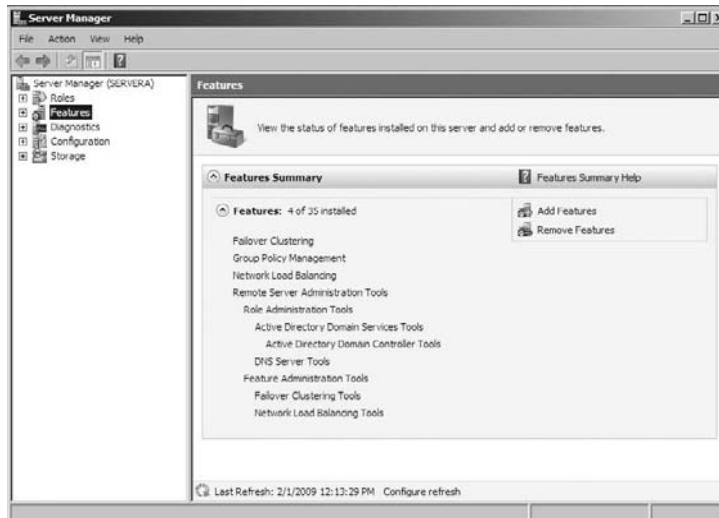 Server Manager
File Action View Help
Server Manager (SERVERA)
Roles
Features
Diagnostics
Configuration
Storage
Features
View the status of features installed on this server and add or remove features.
Features Summary
Features Summary Help
Features: 4 of 35 installed
Add Features
Remove Features
Failover Clustering
Group Policy Management
Network Load Balancing
Remote Server Administration Tools
Role Administration Tools
Active Directory Domain Services Tools
Active Directory Domain Controller Tools
DNS Server Tools
Feature Administration Tools
Failover Clustering Tools
Network Load Balancing Tools
Last Refresh: 2/1/2009 12:13:29 PM Configure refresh